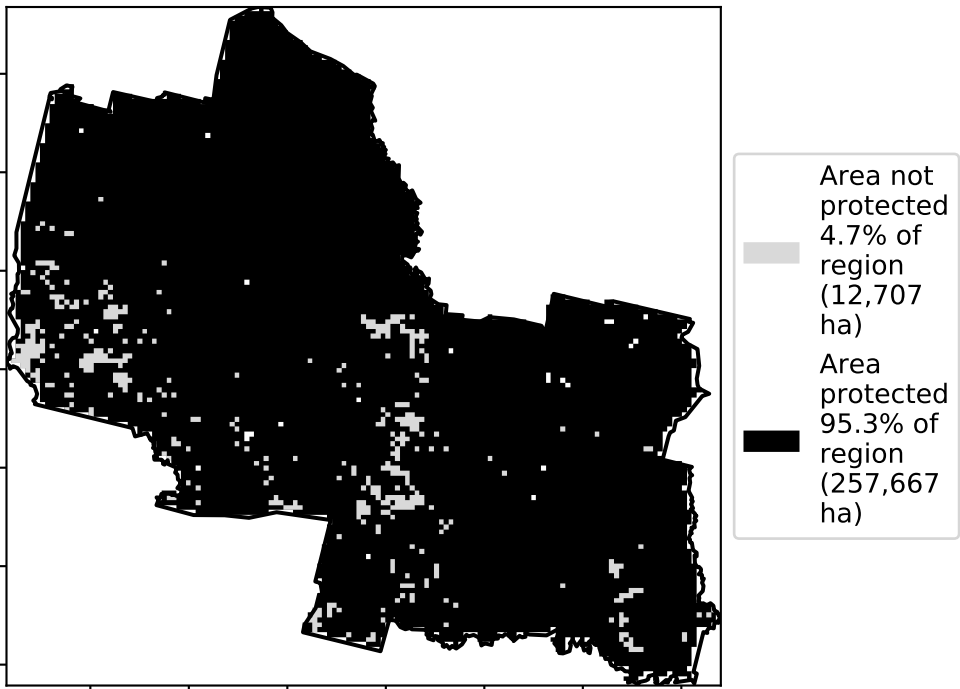 Area not
protected
4.7% of
region
(12,707
ha)
Area
protected
95.3% of
region
(257,667
ha)